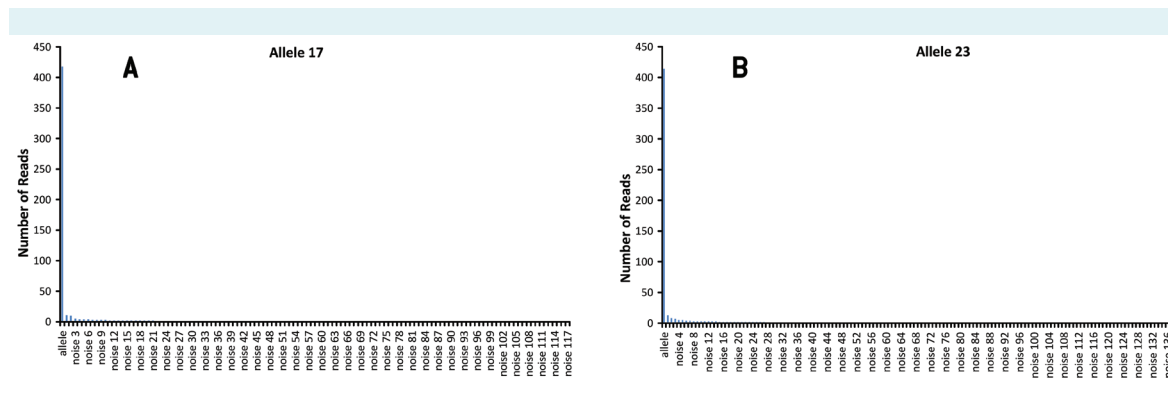 Allele 17
A
Number of Reads
450
400
350
300
250
200
150
100
50
0
allele
noise 3
noise 6
noise 9
noise 12
noise 15
noise 18
noise 21
noise 24
noise 27
noise 30
noise 33
noise 36
noise 39
noise 42
noise 45
noise 48
noise 51
noise 54
noise 57
noise 60
noise 63
noise 66
noise 69
noise 72
noise 75
noise 78
noise 81
noise 84
noise 87
noise 90
noise 93
noise 96
noise 99
noise 102
noise 105
noise 108
noise 111
noise 114
noise 117
Allele 23
B
Number of Reads
450
400
350
300
250
200
150
100
50
0
allele
noise 4
noise 8
noise 12
noise 16
noise 20
noise 24
noise 28
noise 32
noise 36
noise 40
noise 44
noise 48
noise 52
noise 56
noise 60
noise 64
noise 68
noise 72
noise 76
noise 80
noise 84
noise 88
noise 92
noise 96
noise 100
noise 104
noise 108
noise 112
noise 116
noise 120
noise 124
noise 128
noise 132